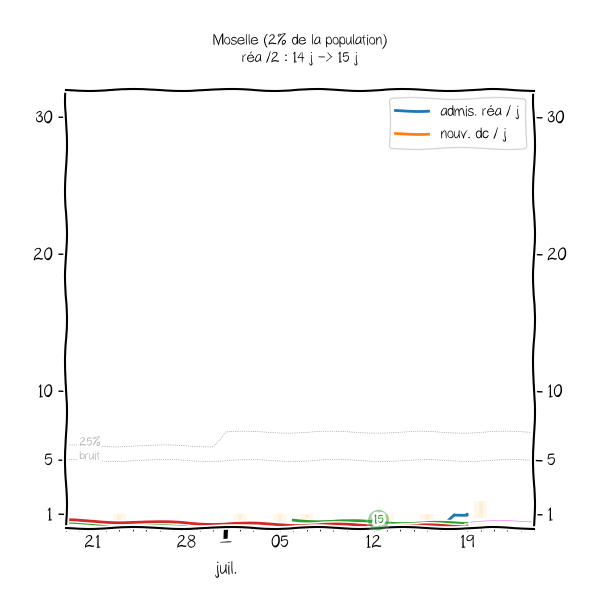 Moselle (2% de la population)
réa /2 : 14 j -> 15 j
admis. réa / j
nouv. dc / j
30
30
20
20
10
10
25%
bruit
5
5
1
1
15
21
28
05
12
19
juil.